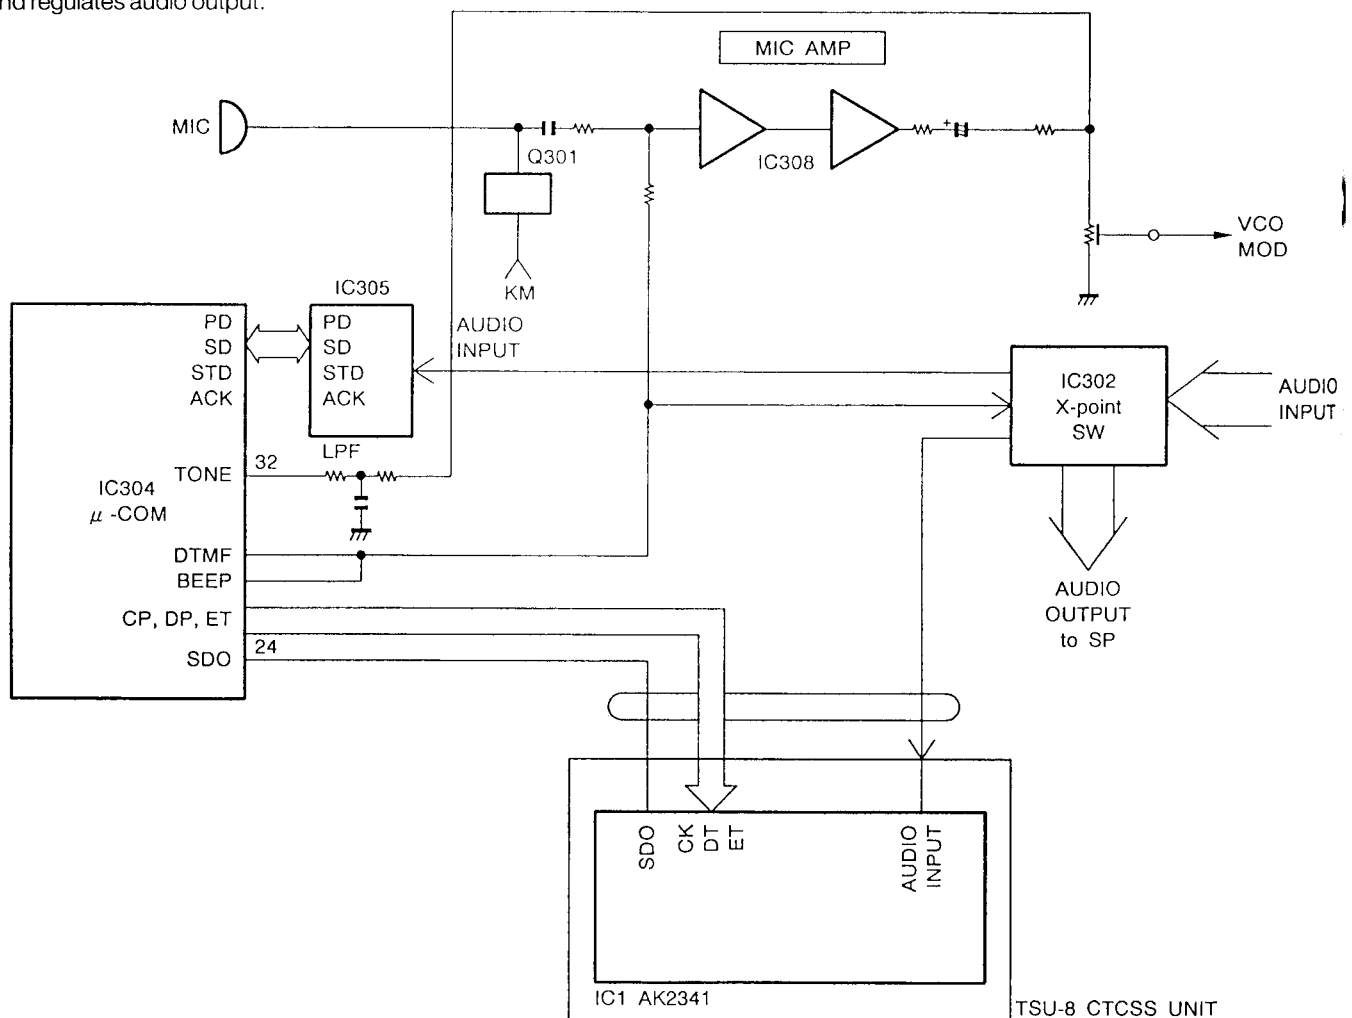 nd regulates audio output.
MIC AMP
MIC
Q301
IC308
KM
VCO
MOD
IC305
AUDIO
INPUT
PD
SD
STD
ACK
PD
SD
STD
ACK
IC302
X-point
SW
AUDIO
INPUT
LPF
TONE
32
IC304
μ-COM
DTMF
BEEP
CP, DP, ET
24
SDO
AUDIO
OUTPUT
to SP
SDO
CK
DT
ET
AUDIO
INPUT
IC1 AK2341
TSU-8 CTCSS UNIT